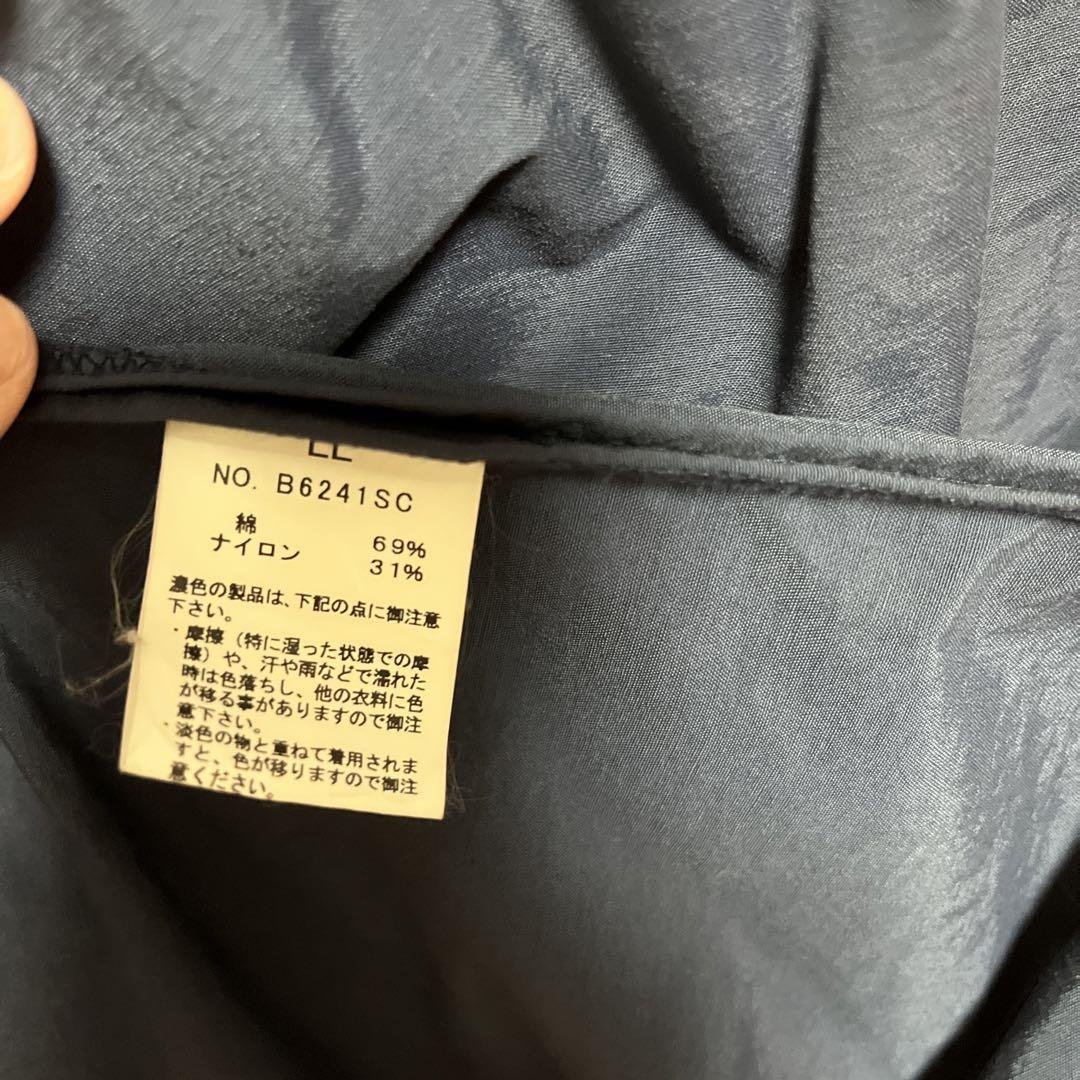 LL
NO. B6241SC
綿 69%
ナイロン 31%
濃色の製品は、下記の点に御注意
下さい。
・摩擦（特に湿った状態での摩
擦）や、汗や雨などで濡れた
時は色落ちし、他の衣料に色
が移る事がありますので御注
意下さい。
・淡色の物と重ねて着用されま
すと、色が移りますので御注
意ください。